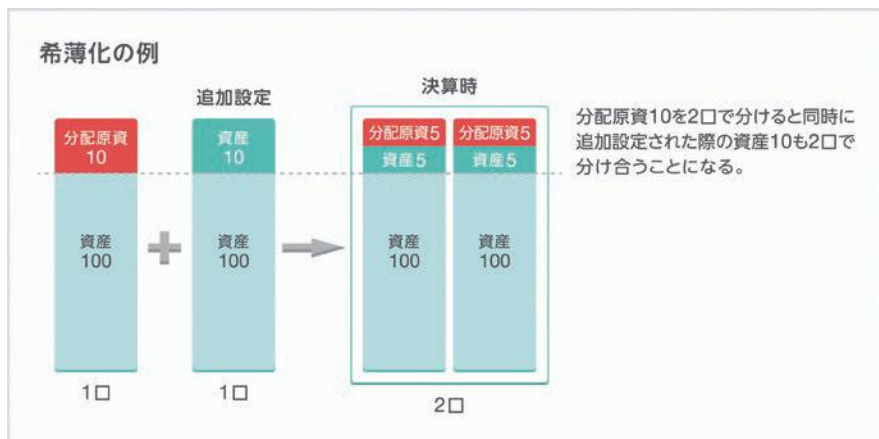 希薄化の例
追加設定
決算時
分配原資
10
資産
10
分配原資5
分配原資5
資産5
資産5
資産
100
資産
100
資産
100
資産
100
1口
1口
2口
分配原資10を2口で分けると同時に
追加設定された際の資産10も2口で
分け合うことになる。